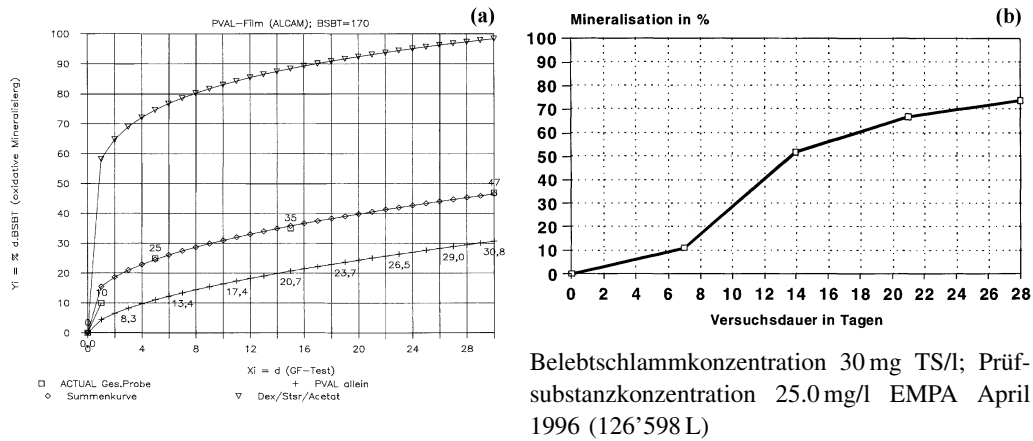 PVAL-Film (ALCAM); BSBT=170
(a)
Yi = % d.BSBT (oxidative Mineralisierg)
100
90
80
70
60
50
40
30
20
10
0
10
25
35
47
8,3
13,4
17,4
20,7
23,7
26,5
29,0
30,8
0,0
4
8
12
16
20
24
28
30
Xi = d (GF-Test)
ACTUAL Ges.Probe
PVAL allein
Summenkurve
Dex/Stsr/Acetat
Mineralisation in %
(b)
100
90
80
70
60
50
40
30
20
10
0
0 2 4 6 8 10 12 14 16 18 20 22 24 26 28
Versuchsdauer in Tagen
Belebtschlammkonzentration 30 mg TS/l; Prüf-
substanzkonzentration 25.0 mg/l EMPA April
1996 (126'598 L)